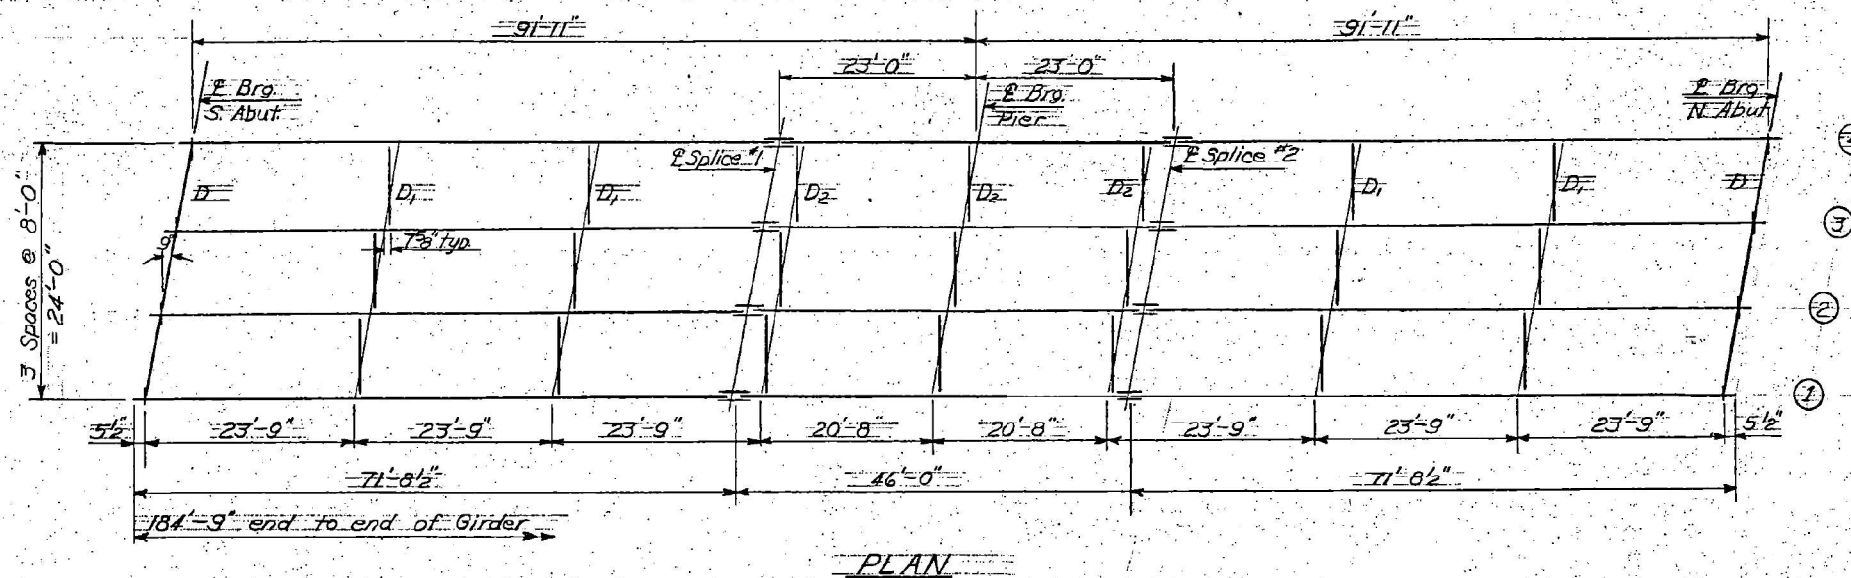 91'-11" 91'-11"
23'-0" 23'-0"
℄ Brg.
S. Abut.
℄ Brg.
Pier
℄ Brg
N. Abut
℄ Splice #1
℄ Splice #2
D D₁ D₁ D₂ D₂ D₂ D₁ D₁ D
3
7⅝" typ.
9°
3 Spaces @ 8'-0"
= 24'-0"
2
1
5½" 23'-9" 23'-9" 23'-9" 20'-8" 20'-8" 23'-9" 23'-9" 23'-9" 5½"
71'-8½" 46'-0" 71'-8½"
184'-9" end to end of Girder
PLAN